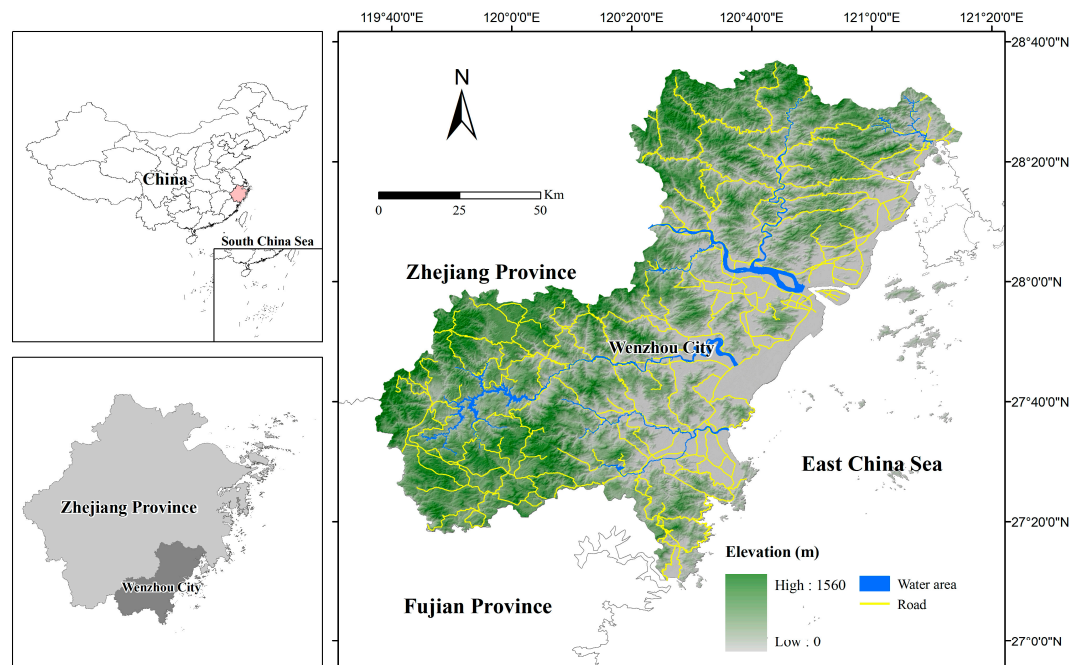 China
South China Sea
Zhejiang Province
Wenzhou City
119°40'0"E
120°0'0"E
120°20'0"E
120°40'0"E
121°0'0"E
121°20'0"E
28°40'0"N
28°20'0"N
28°0'0"N
27°40'0"N
27°20'0"N
27°0'0"N
N
Km
0 25 50
Zhejiang Province
Wenzhou City
East China Sea
Fujian Province
Elevation (m)
High : 1560
Low : 0
Water area
Road